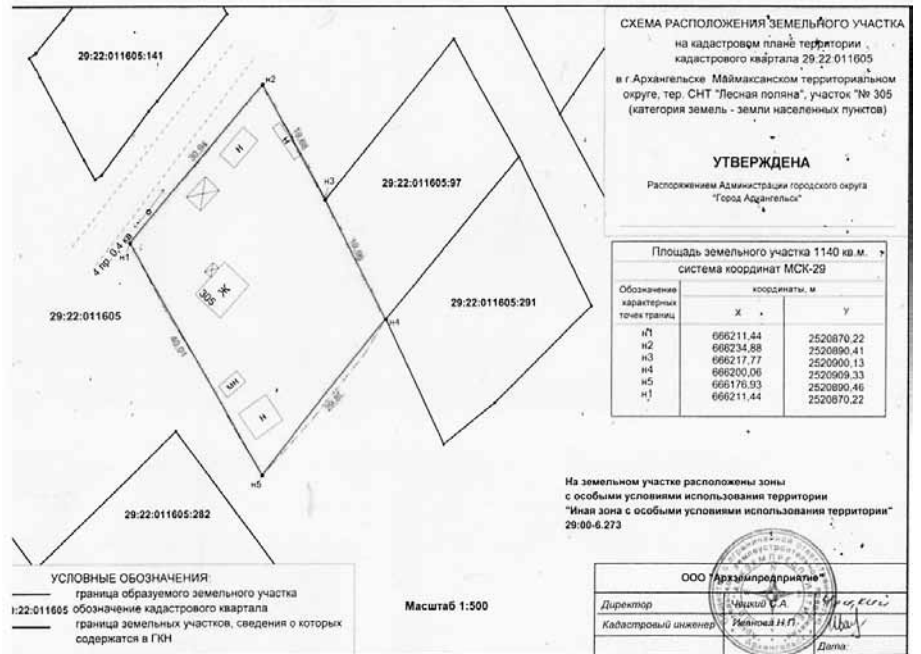 СХЕМА РАСПОЛОЖЕНИЯ ЗЕМЕЛЬНОГО УЧАСТКА
на кадастровом плане территории
кадастрового квартала 29:22:011605
в г.Архангельске Маймаксанском территориальном
округе, тер. СНТ "Лесная поляна", участок "№ 305
(категория земель - земли населенных пунктов)
УТВЕРЖДЕНА
Распоряжением Администрации городского округа
"Город Архангельск"
Площадь земельного участка 1140 кв.м.
система координат МСК-29
Обозначение характерных точек границ
координаты, м
X Y
н1 666211,44 2520870,22
н2 666234,88 2520890,41
н3 666217,77 2520900,13
н4 666200,06 2520909,33
н5 666176,93 2520890,46
н1 666211,44 2520870,22
29:22:011605:141
н2
30,94
19,68
н
н
н3
29:22:011605:97
4 пр. 0,4 кв
н1
305
Ж
29:22:011605
29:22:011605:291
н4
40,01
мн
н
н5
29:22:011605:282
На земельном участке расположены зоны
с особыми условиями использования территории
"Иная зона с особыми условиями использования территории"
29:00-6.273
УСЛОВНЫЕ ОБОЗНАЧЕНИЯ:
граница образуемого земельного участка
:22:011605 обозначение кадастрового квартала
граница земельных участков, сведения о которых
содержатся в ГКН
Масштаб 1:500
ООО "Архземпредприятие"
Директор С.А.
Кадастровый инженер Иванова Н.П.
Дата: